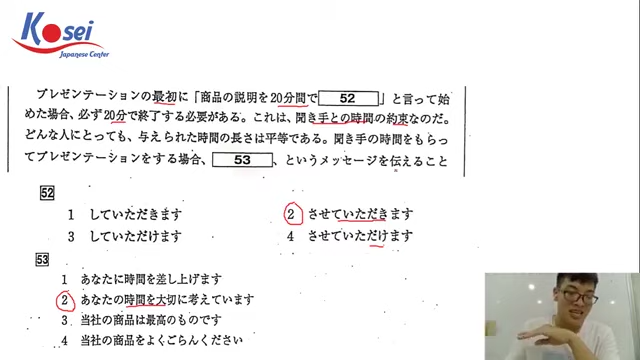 Kosei
Japanese Center
プレゼンテーションの最初に「商品の説明を20分間で 52 」と言って始
めた場合、必ず20分で終了する必要がある。これは、聞き手との時間の約束なのだ。
どんな人にとっても、与えられた時間の長さは平等である。聞き手の時間をもらっ
てプレゼンテーションをする場合、 53 、というメッセージを伝えること
52
1 していただきます
2 させていただきます
3 していただけます
4 させていただけます
53
1 あなたに時間を差し上げます
2 あなたの時間を大切に考えています
3 当社の商品は最高のものです
4 当社の商品をよくごらんください